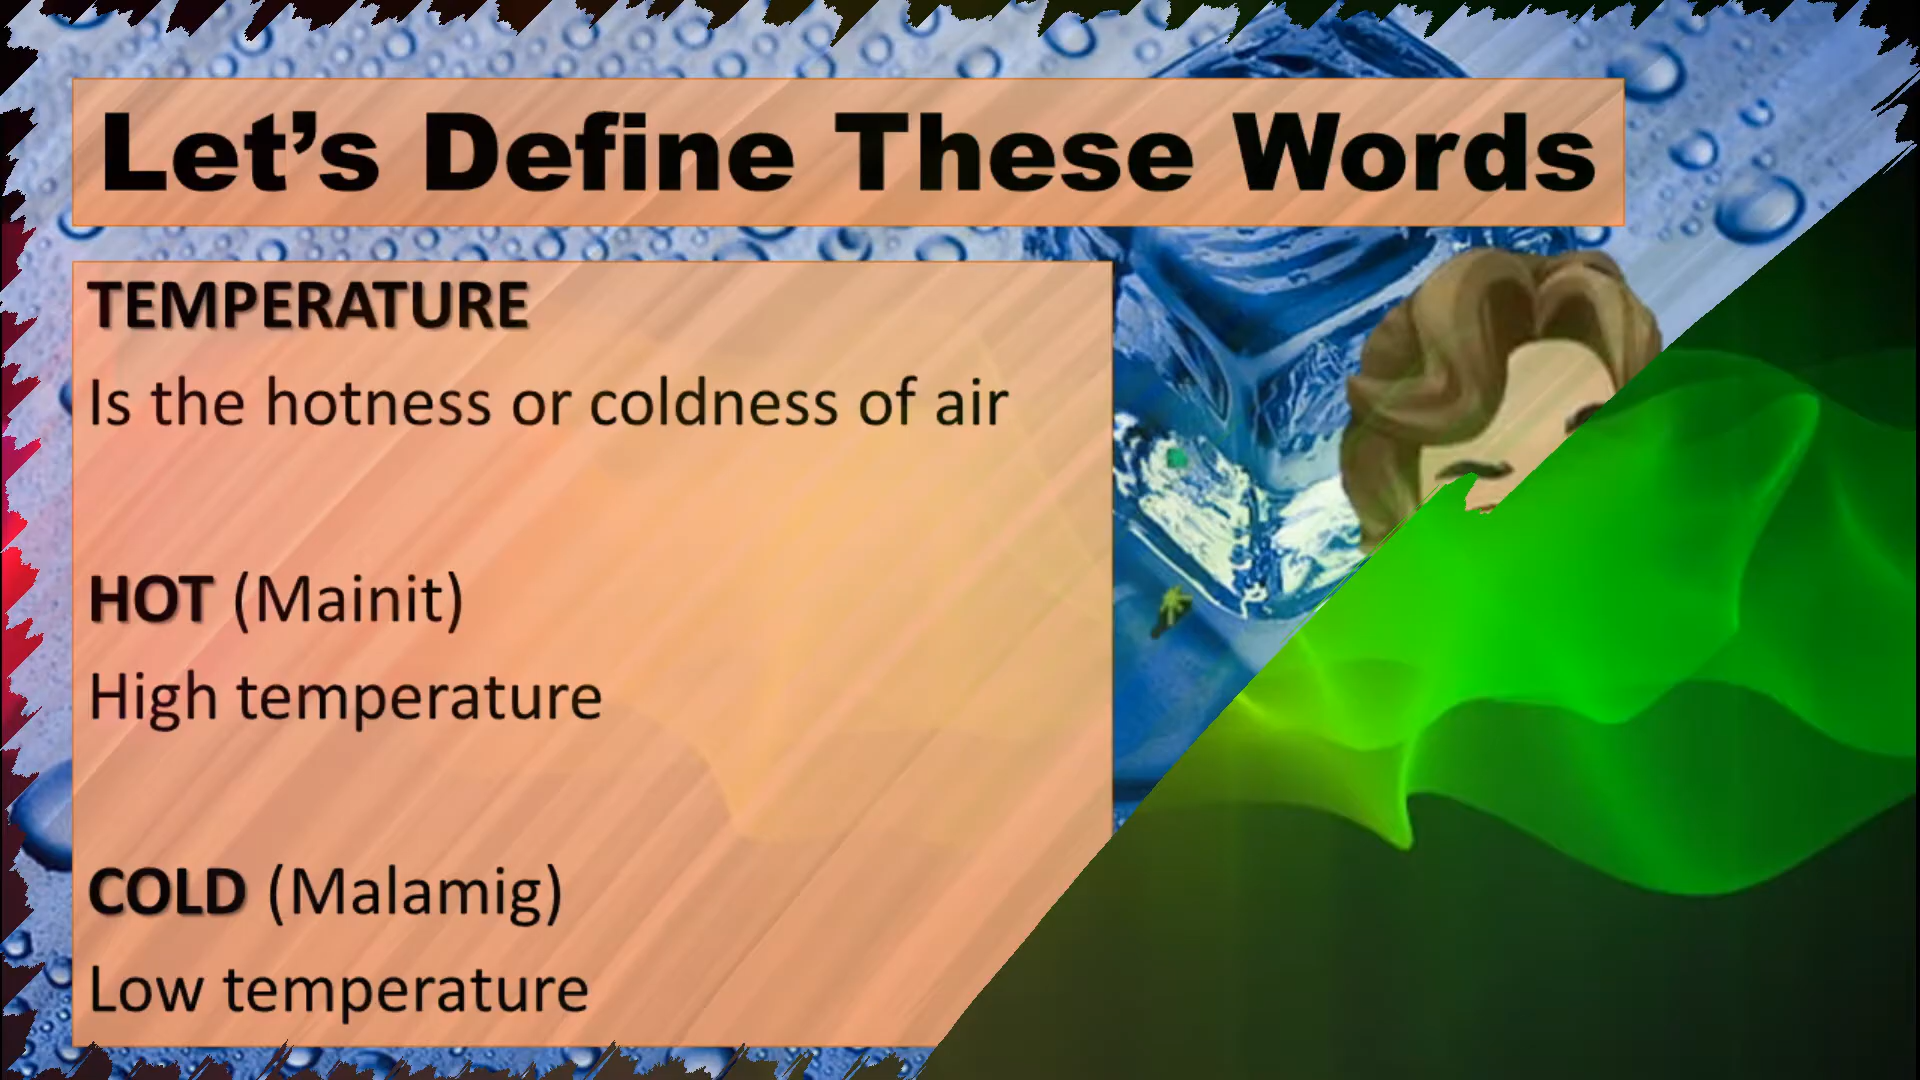 Let’s Define These Words
TEMPERATURE
Is the hotness or coldness of air
HOT (Mainit)
High temperature
COLD (Malamig)
Low temperature